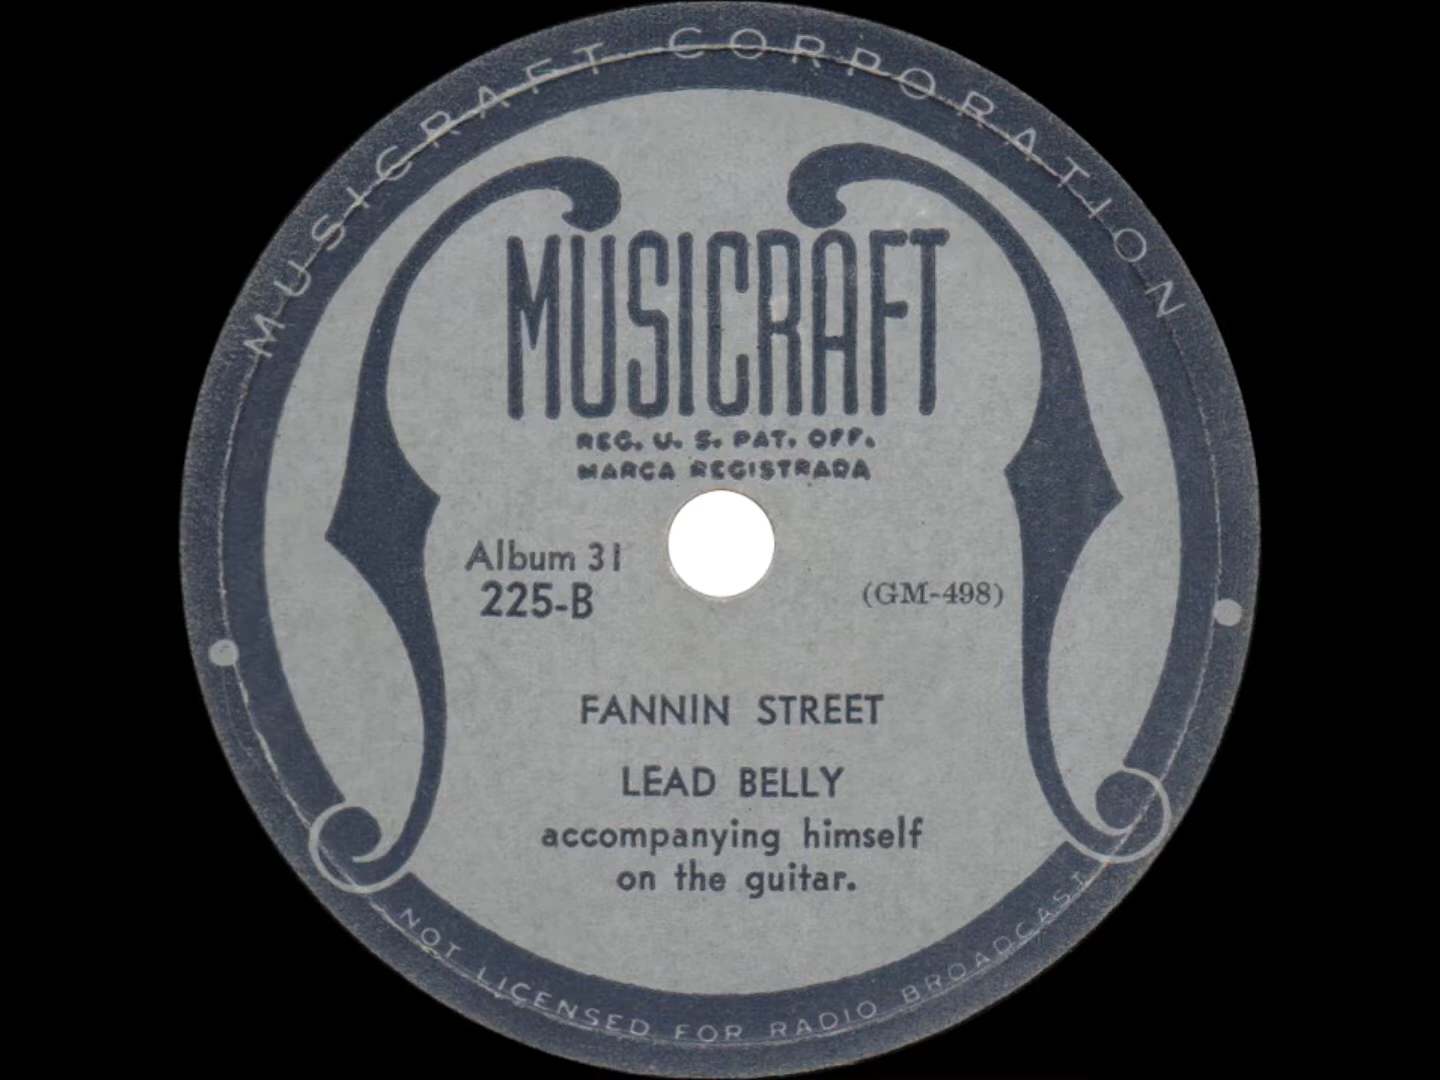 MUSICRAFT CORPORATION
MUSICRAFT
REG. U. S. PAT. OFF.
MARCA REGISTRADA
Album 31
225-B
(GM-498)
FANNIN STREET
LEAD BELLY
accompanying himself
on the guitar.
NOT LICENSED FOR RADIO BROADCAST